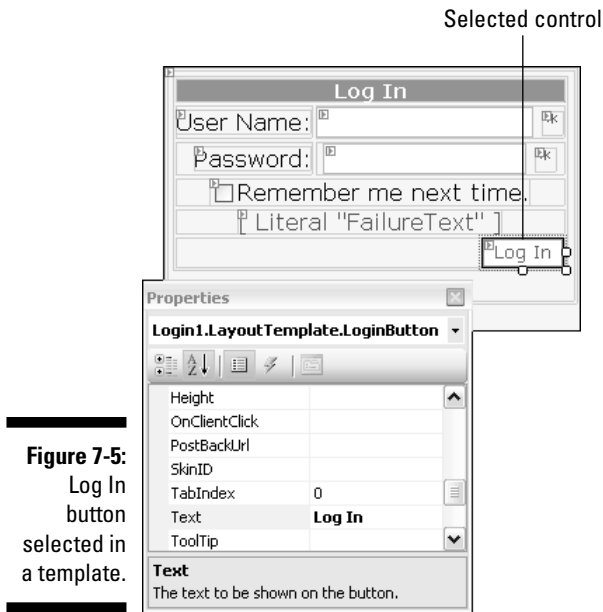 Selected control
Log In
User Name:
Password:
Remember me next time.
[ Literal "FailureText" ]
Log In
Properties
Login1.LayoutTemplate.LoginButton
Height
OnClientClick
PostBackUrl
SkinID
TabIndex 0
Text Log In
ToolTip
Text
The text to be shown on the button.
Figure 7-5:
Log In
button
selected in
a template.